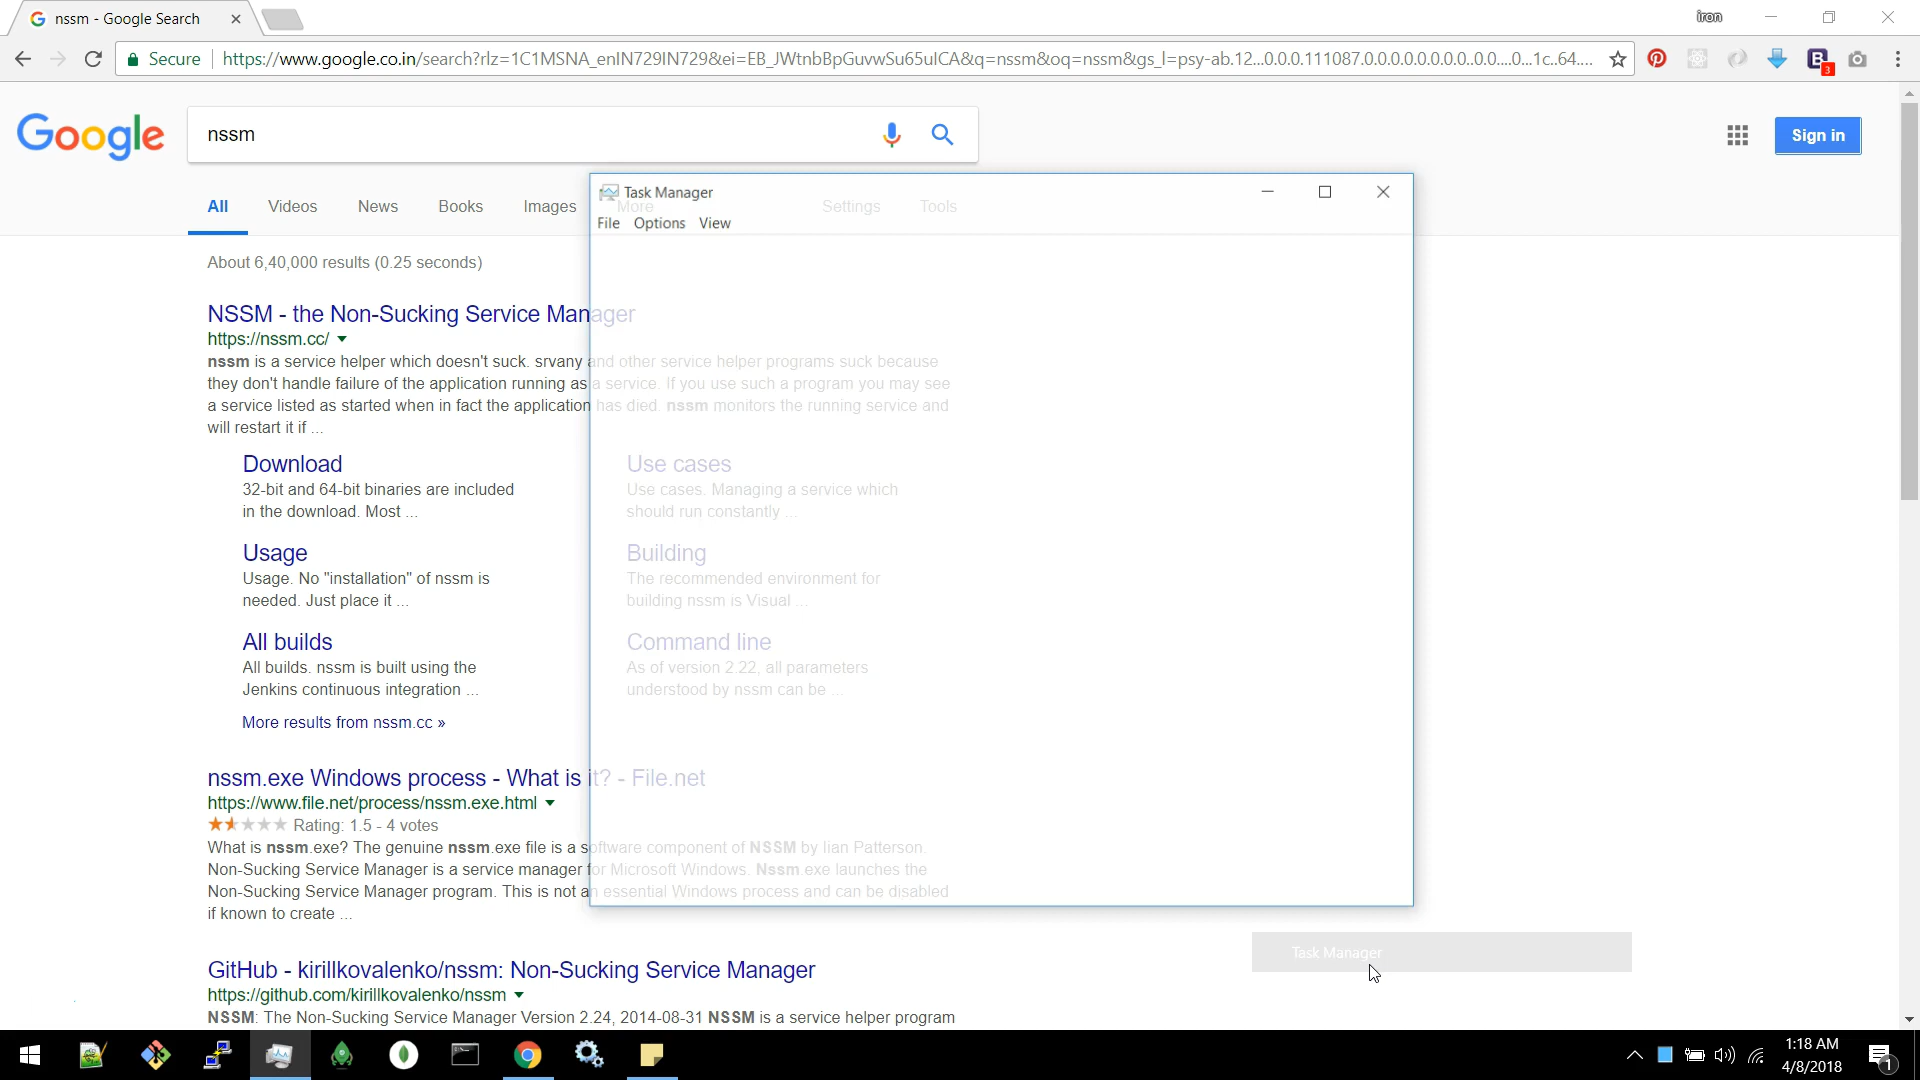 nssm - Google Search
iron
Secure https://www.google.co.in/search?rlz=1C1MSNA_enIN729IN729&ei=EB_JWtnbBpGuvwSu65uICA&q=nssm&oq=nssm&gs_l=psy-ab.12...0.0.0.111087.0.0.0.0.0.0.0.0..0.0....0...1c..64....
B 3
Google
nssm
Sign in
All Videos News Books Images More Settings Tools
Task Manager
File Options View
About 6,40,000 results (0.25 seconds)
NSSM - the Non-Sucking Service Manager
https://nssm.cc/
nssm is a service helper which doesn't suck. srvany and other service helper programs suck because
they don't handle failure of the application running as a service. If you use such a program you may see
a service listed as started when in fact the application has died. nssm monitors the running service and
will restart it if ...
Download
32-bit and 64-bit binaries are included
in the download. Most ...
Use cases
Use cases. Managing a service which
should run constantly ...
Usage
Usage. No "installation" of nssm is
needed. Just place it ...
Building
The recommended environment for
building nssm is Visual ...
All builds
All builds. nssm is built using the
Jenkins continuous integration ...
Command line
As of version 2.22, all parameters
understood by nssm can be ...
More results from nssm.cc »
nssm.exe Windows process - What is it? - File.net
https://www.file.net/process/nssm.exe.html
Rating: 1.5 - 4 votes
What is nssm.exe? The genuine nssm.exe file is a software component of NSSM by Iian Patterson.
Non-Sucking Service Manager is a service manager for Microsoft Windows. Nssm.exe launches the
Non-Sucking Service Manager program. This is not an essential Windows process and can be disabled
if known to create ...
Task Manager
GitHub - kirillkovalenko/nssm: Non-Sucking Service Manager
https://github.com/kirillkovalenko/nssm
NSSM: The Non-Sucking Service Manager Version 2.24, 2014-08-31 NSSM is a service helper program
1:18 AM
4/8/2018
1